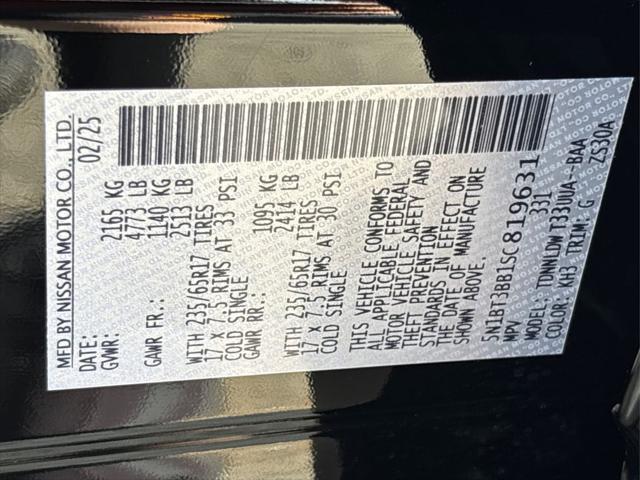 MFD BY NISSAN MOTOR CO., LTD.
DATE: 02/25
GVWR: 2165 KG
4773 LB
GAWR FR.: 1140 KG
2513 LB
WITH 235/65R17 TIRES
17 x 7.5 RIMS AT 33 PSI
COLD SINGLE
GAWR RR.: 1095 KG
2414 LB
WITH 235/65R17 TIRES
17 x 7.5 RIMS AT 30 PSI
COLD SINGLE
THIS VEHICLE CONFORMS TO
ALL APPLICABLE FEDERAL
MOTOR VEHICLE SAFETY AND
THEFT PREVENTION
STANDARDS IN EFFECT ON
THE DATE OF MANUFACTURE
SHOWN ABOVE.
5N1BT3BB1SC819631
MPV 331
MODEL: TDNNLDW T33UUA--BAA
COLOR: KH3 TRIM: G ZS30A